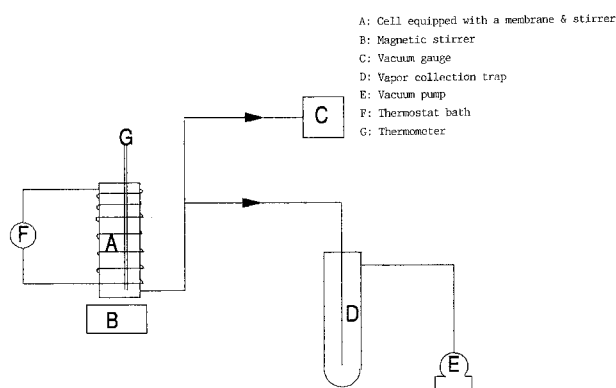 A: Cell equipped with a membrane & stirrer
B: Magnetic stirrer
C: Vacuum gauge
D: Vapor collection trap
E: Vacuum pump
F: Thermostat bath
G: Thermometer
C
G
F
A
B
D
E